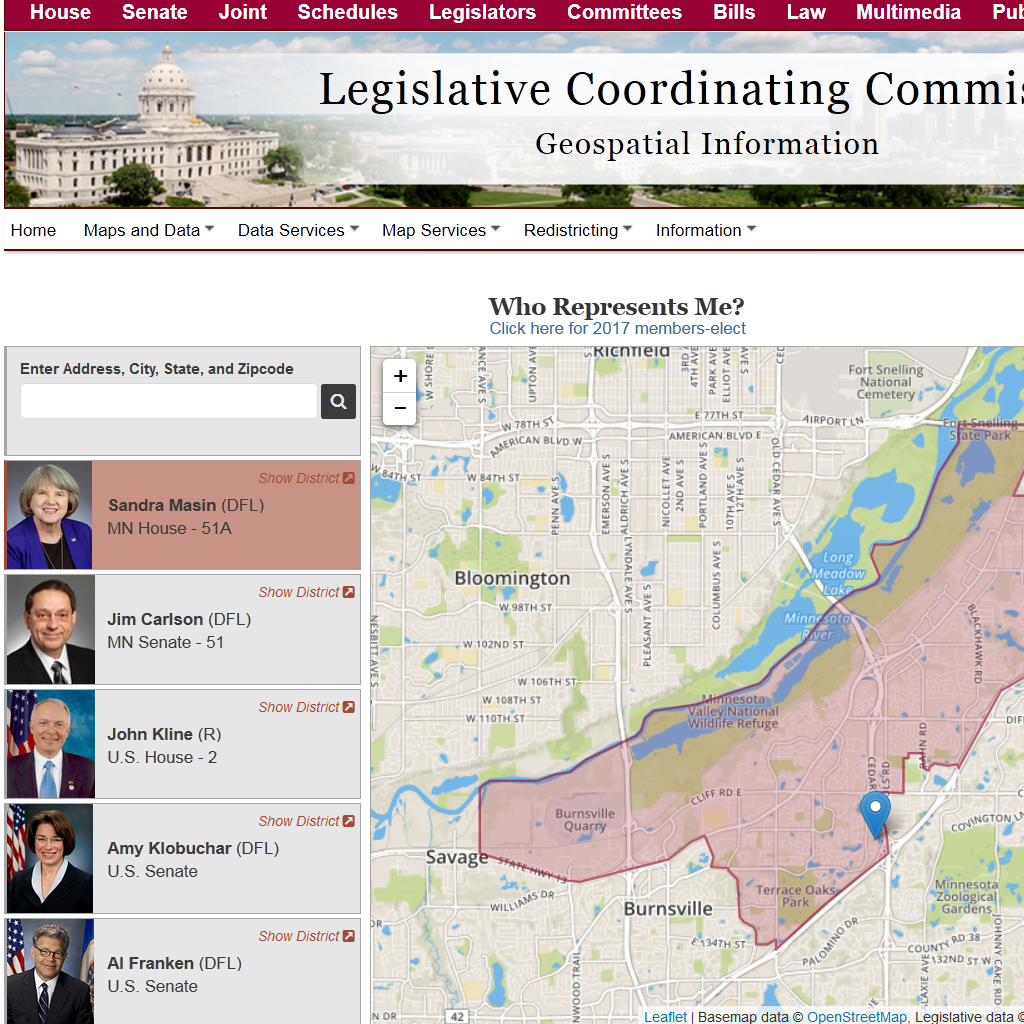 House Senate Joint Schedules Legislators Committees Bills Law Multimedia
Legislative Coordinating
Geospatial Information
Home Maps and Data Data Services Map Services Redistricting Information
Who Represents Me?
Click here for 2017 members-elect
Enter Address, City, State, and Zipcode
Show District
Sandra Masin (DFL)
MN House - 51A
Show District
Jim Carlson (DFL)
MN Senate - 51
Show District
John Kline (R)
U.S. House - 2
Show District
Amy Klobuchar (DFL)
U.S. Senate
Show District
Al Franken (DFL)
U.S. Senate
+
−
Richfield
W SHORE
UPTON AV
3RD
4TH AVE
PARK AVE
ELLIOT AVE
Fort Snelling
National
Cemetery
E 77TH ST
AIRPORT LN
W 78TH ST
AMERICAN BLVD W
AMERICAN BLVD E
Fort Snelling
State Park
W 84TH ST
W 84TH ST
PENN AVE S
EMERSON AVE S
ALDRICH AVE S
LYNDALE AVE S
NICOLLET AVE
2ND AVE S
PORTLAND AVE S
10TH AVE S
12TH AVE S
OLD CEDAR AVE S
COLUMBUS AVE S
PLEASANT AVE S
Bloomington
Long
Meadow
Lake
W 98TH ST
Minnesota
River
NESBITT AVE S
W 102ND ST
BLACKHAWK RD
W 106TH ST
W 108TH ST
W 110TH ST
Minnesota
Valley National
Wildlife Refuge
RAHN RD
CLIFF RD E
Burnsville
Quarry
COVINGTON LN
Savage
STATE HWY 13
Terrace Oaks
Park
Minnesota
Zoological
Gardens
WILLIAMS DR
Burnsville
E 134TH ST
PALOMINO DR
COUNTY RD 38
132ND ST W
JOHNNY CAKE RID
42
Leaflet | Basemap data © OpenStreetMap, Legislative data ©